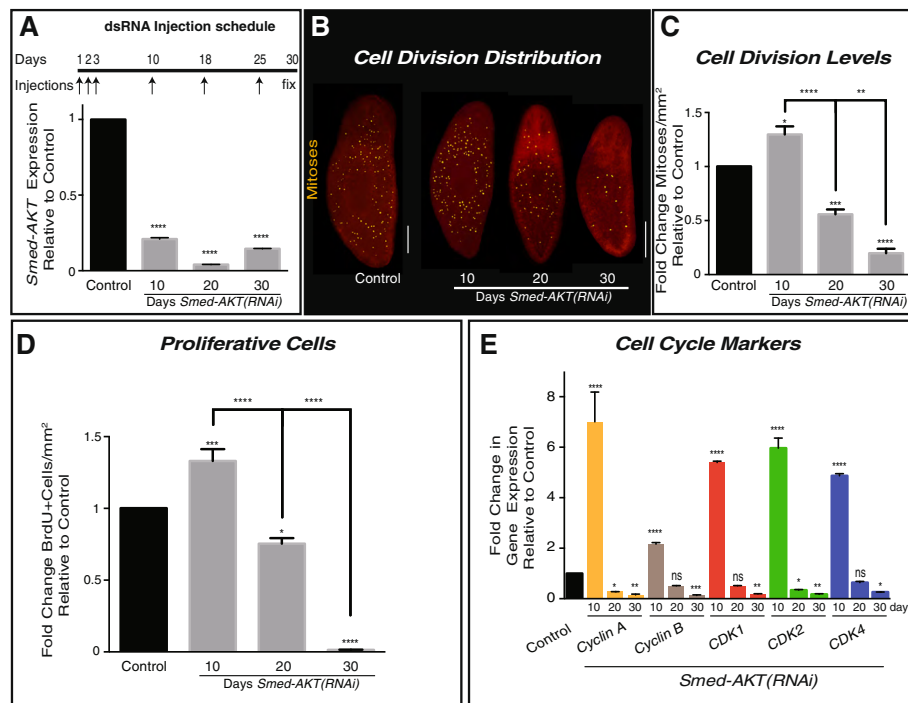 A
dsRNA Injection schedule
Days 1 2 3 10 18 25 30
Injections fix
Smed-AKT Expression
Relative to Control
1
0.5
0
**** **** ****
Control 10 20 30
Days Smed-AKT(RNAi)
B
Cell Division Distribution
Mitoses
Control 10 20 30
Days Smed-AKT(RNAi)
C
Cell Division Levels
Fold Change Mitoses/mm²
Relative to Control
1.5
1
0.5
0
**** **
* *** ****
Control 10 20 30
Days Smed-AKT(RNAi)
D
Proliferative Cells
Fold Change BrdU+Cells/mm²
Relative to Control
1.5
1
0.5
0
**** ****
*** * ****
Control 10 20 30
Days Smed-AKT(RNAi)
E
Cell Cycle Markers
Fold Change in
Gene Expression
Relative to Control
8
6
4
2
0
**** * ** **** ns *** **** ns ** **** * ** **** ns *
10 20 30 10 20 30 10 20 30 10 20 30 10 20 30 day
Control Cyclin A Cyclin B CDK1 CDK2 CDK4
Smed-AKT(RNAi)